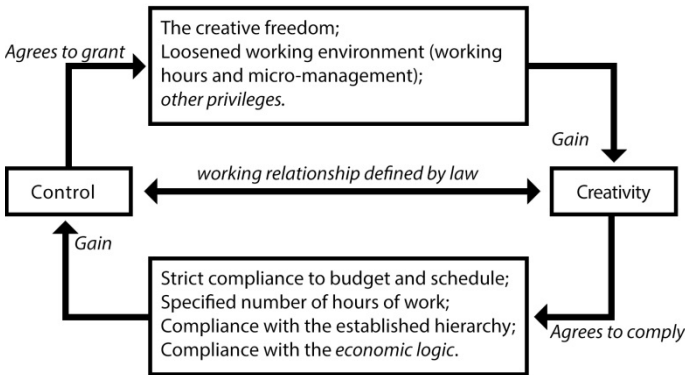 Agrees to grant
The creative freedom;
Loosened working environment (working
hours and micro-management);
other privileges.
Gain
Control
working relationship defined by law
Creativity
Gain
Strict compliance to budget and schedule;
Specified number of hours of work;
Compliance with the established hierarchy;
Compliance with the economic logic.
Agrees to comply